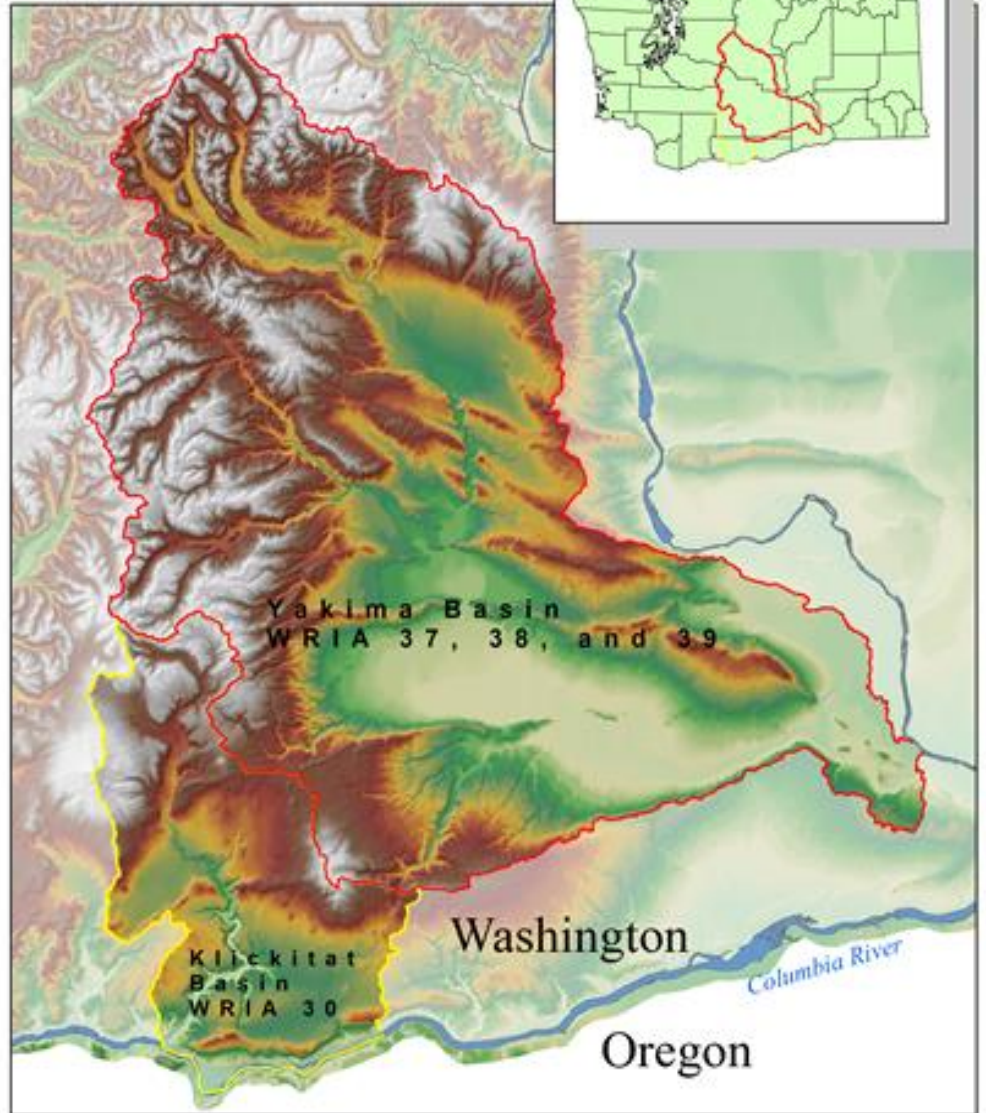 Yakima Basin
WRIA 37, 38, and 39
Klickitat
Basin
WRIA 30
Washington
Columbia River
Oregon